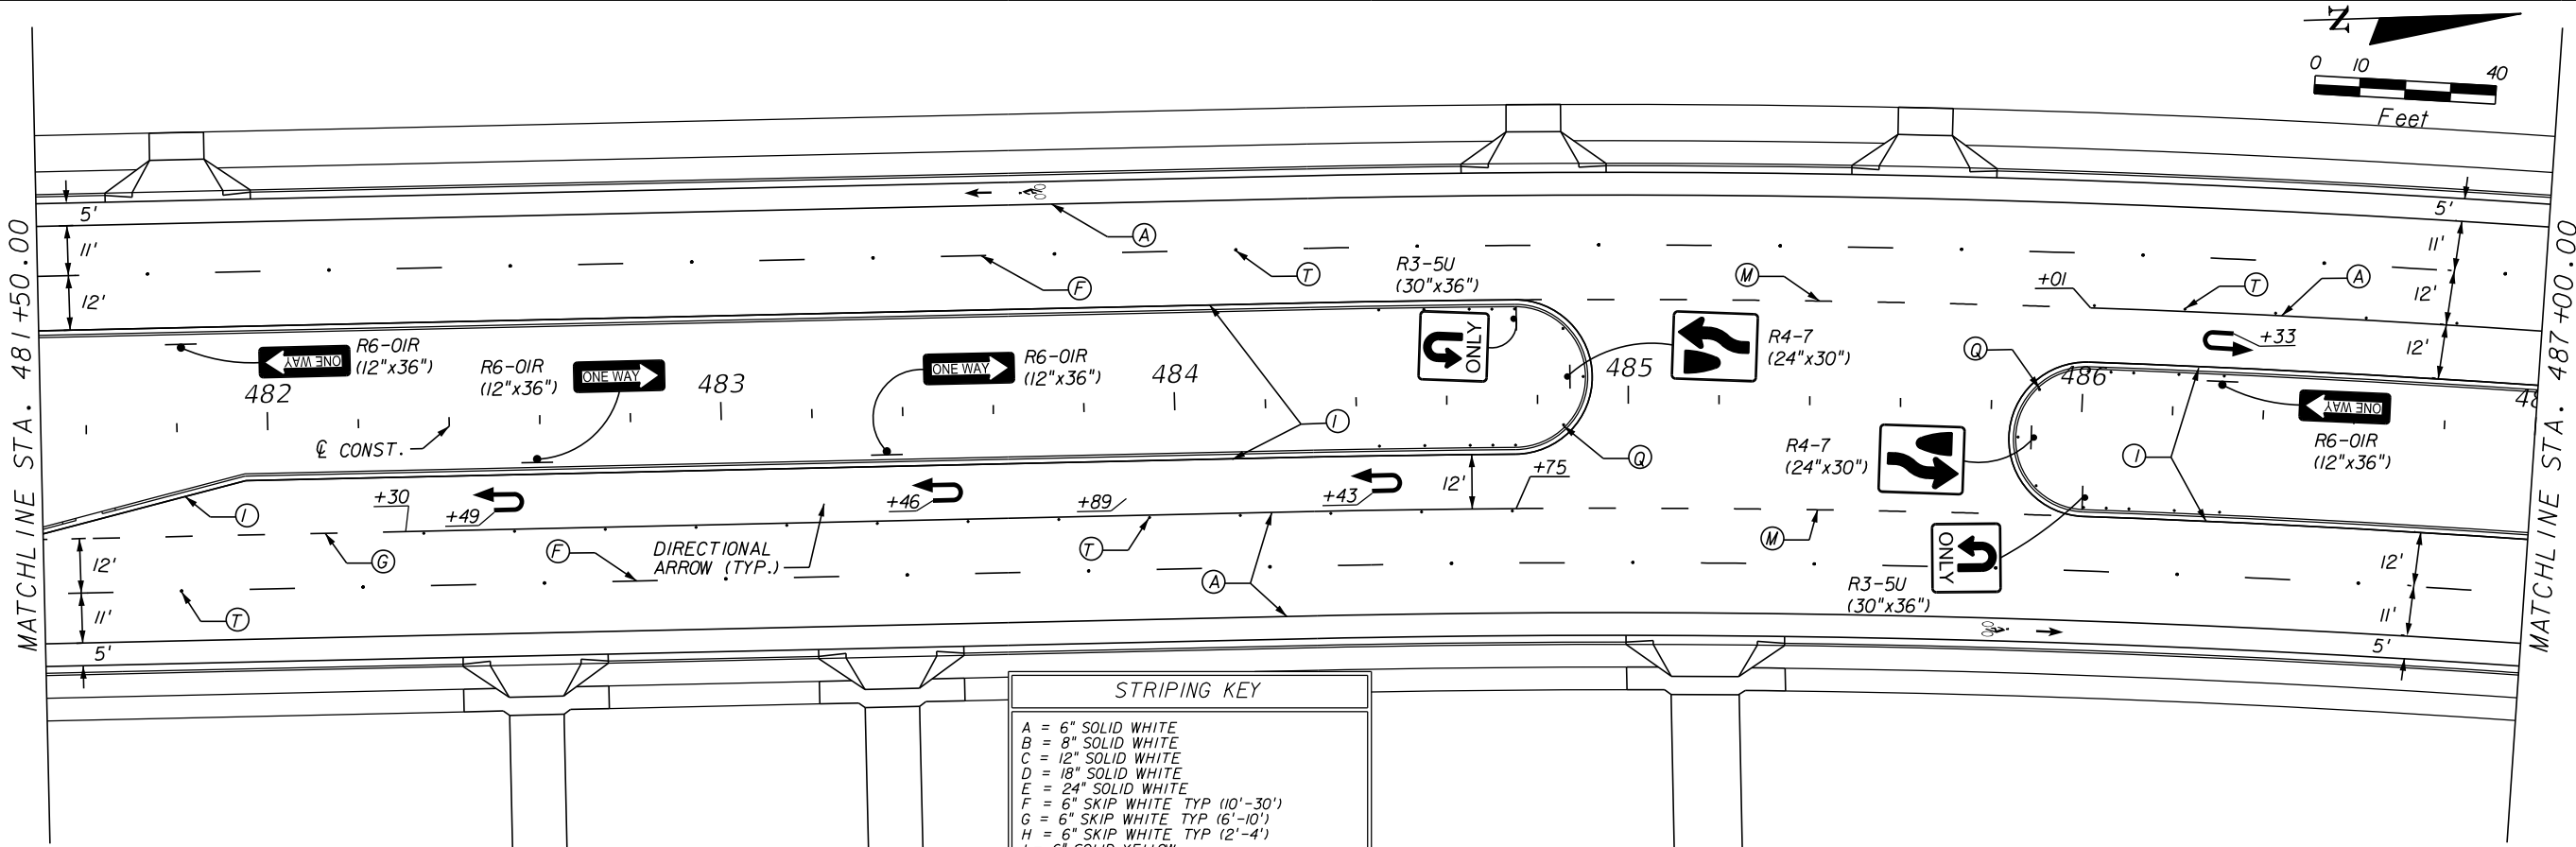 N
0 10 40
Feet
MATCHLINE STA. 481+50.00
5'
11'
12'
A
F
T
R3-5U
(30"x36")
ONLY
M
R4-7
(24"x30")
+01
T
A
5'
11'
12'
12'
+33
MATCHLINE STA. 487+00.00
ONE WAY
R6-01R
(12"x36")
R6-01R
(12"x36")
ONE WAY
ONE WAY
R6-01R
(12"x36")
482
483
484
485
486
48
Q
℄ CONST.
I
Q
R4-7
(24"x30")
I
ONE WAY
R6-01R
(12"x36")
I
+30
+49
+46
+89
+43
12'
+75
12'
11'
5'
G
F
DIRECTIONAL
ARROW (TYP.)
T
T
A
M
ONLY
R3-5U
(30"x36")
12'
11'
5'
STRIPING KEY
A = 6" SOLID WHITE
B = 8" SOLID WHITE
C = 12" SOLID WHITE
D = 18" SOLID WHITE
E = 24" SOLID WHITE
F = 6" SKIP WHITE TYP (10'-30')
G = 6" SKIP WHITE TYP (6'-10')
H = 6" SKIP WHITE TYP (2'-4')
I = 6" SOLID YELLOW